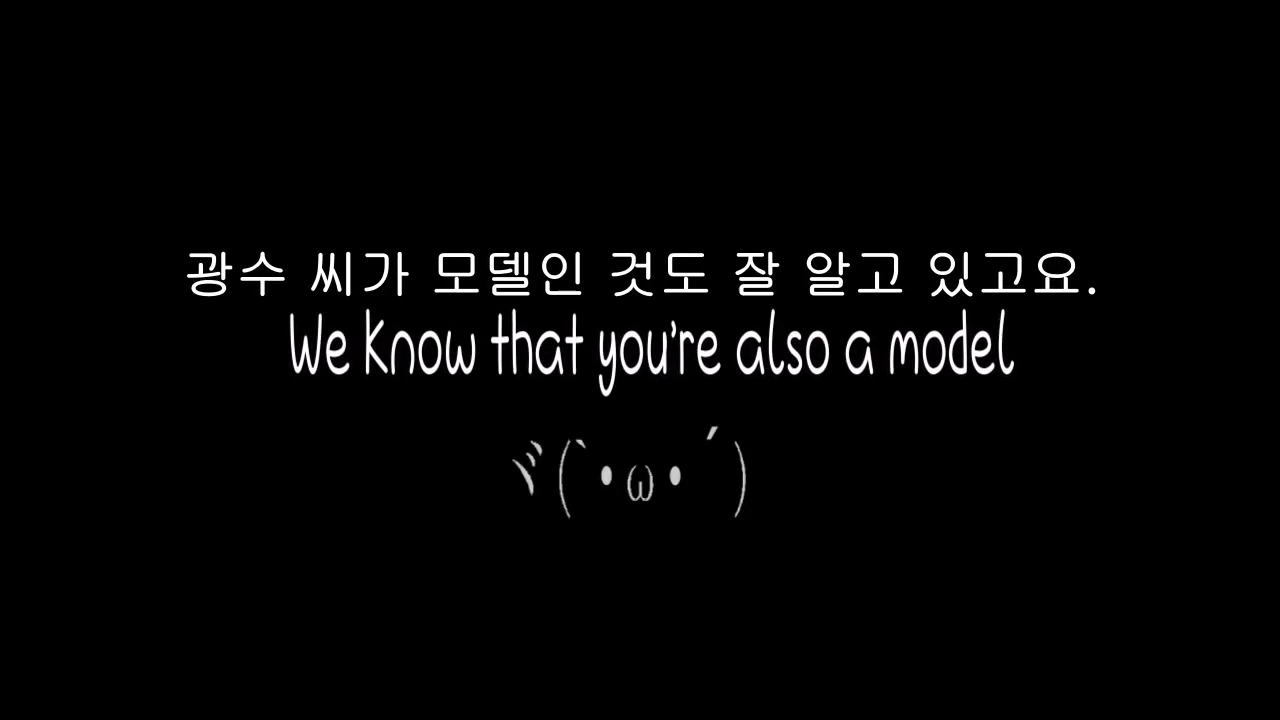 광수 씨가 모델인 것도 잘 알고 있고요.
We know that you're also a model
ヾ(`•ω•´)